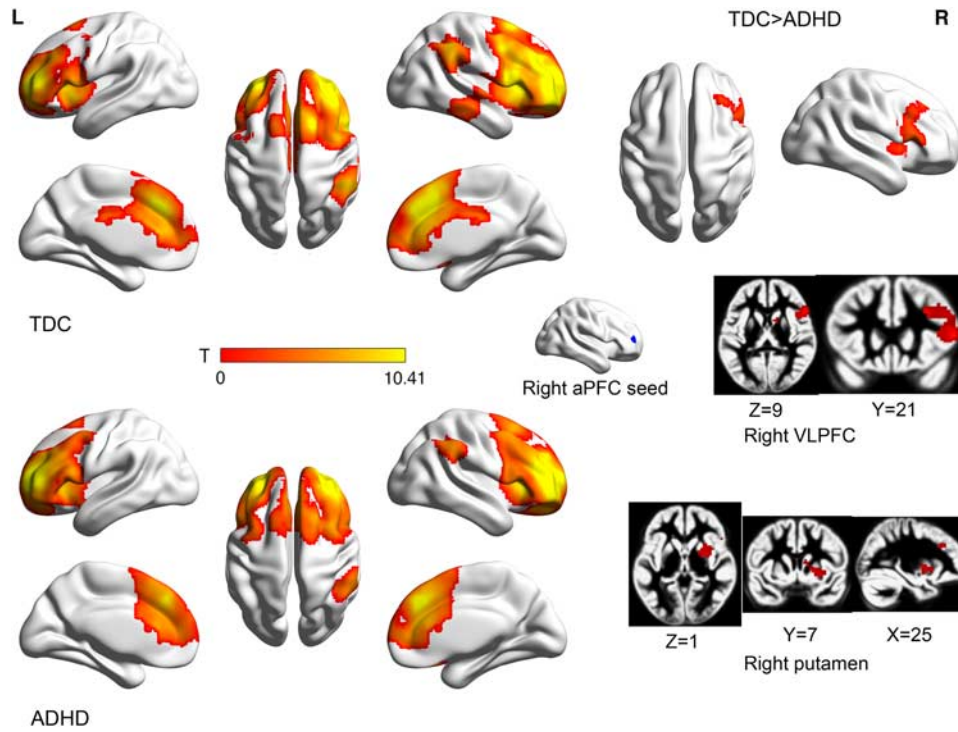 L
TDC>ADHD
R
TDC
T
0
10.41
Right aPFC seed
Z=9
Y=21
Right VLPFC
Z=1
Y=7
X=25
Right putamen
ADHD